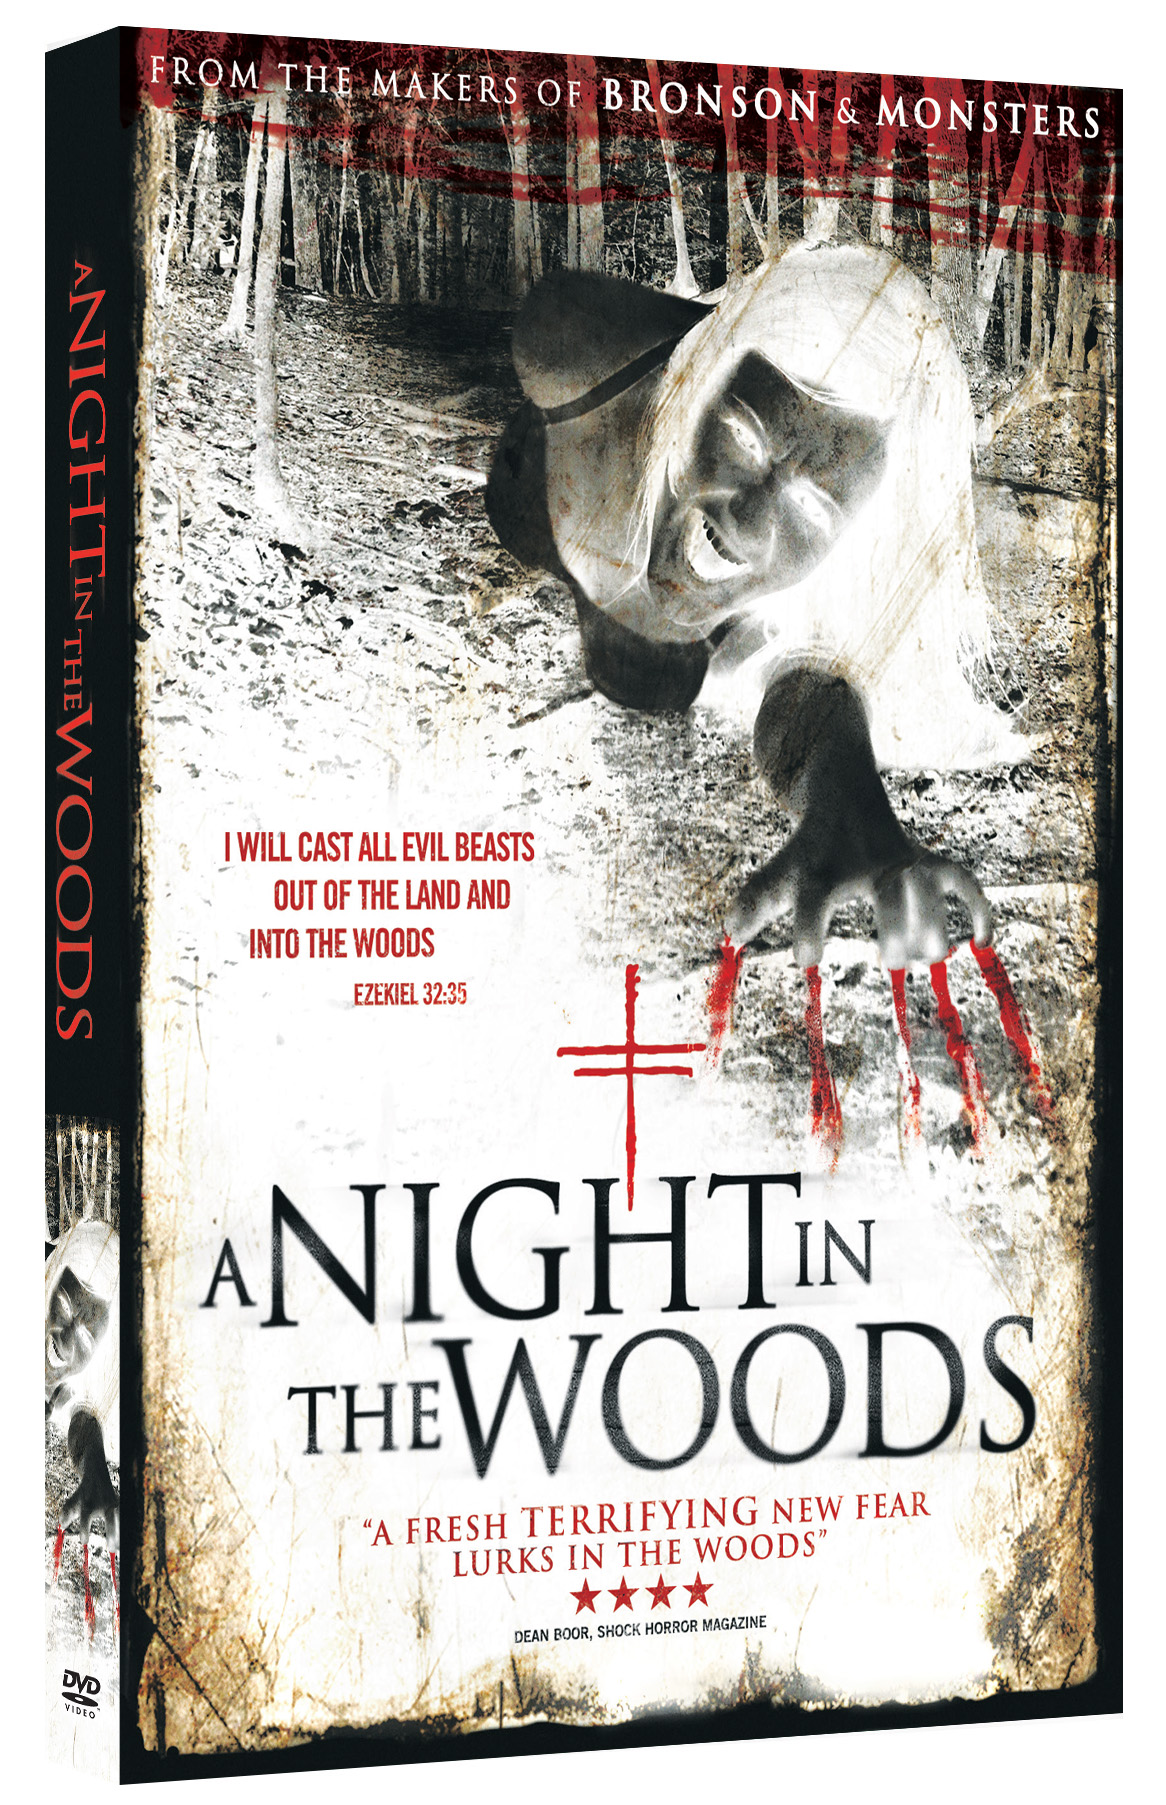 FROM THE MAKERS OF BRONSON & MONSTERS
A NIGHT IN THE WOODS
I WILL CAST ALL EVIL BEASTS
OUT OF THE LAND AND
INTO THE WOODS
EZEKIEL 32:35
A NIGHT IN
THE WOODS
"A FRESH TERRIFYING NEW FEAR
LURKS IN THE WOODS"
★★★★
DEAN BOOR, SHOCK HORROR MAGAZINE
DVD
VIDEO™